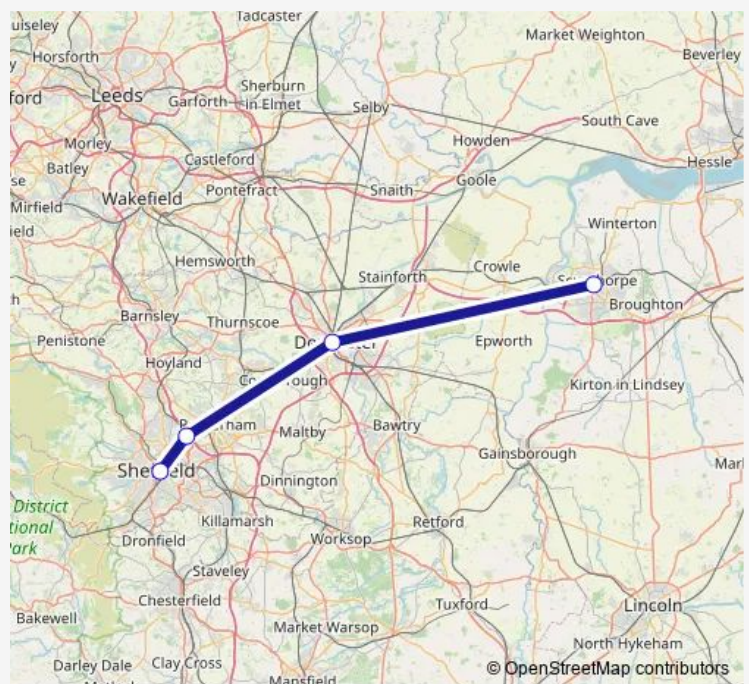 Tadcaster
Market Weighton
Horsforth
Beverley
Leeds
Sherburn
in Elmet
Garforth
Selby
South Cave
Morley
Howden
Castleford
Hessle
Batley
Goole
Pontefract
Snaith
Wakefield
Mirfield
Winterton
Hemsworth
Crowle
Stainforth
Broughton
Barnsley
Thurnscoe
Penistone
Epworth
Hoyland
Kirton in Lindsey
Maltby
Bawtry
Gainsborough
Dinnington
District
Killamarsh
Retford
Worksop
Dronfield
Staveley
Chesterfield
Tuxford
Lincoln
Bakewell
Market Warsop
North Hykeham
Darley Dale
Clay Cross
Mansfield
© OpenStreetMap contributors